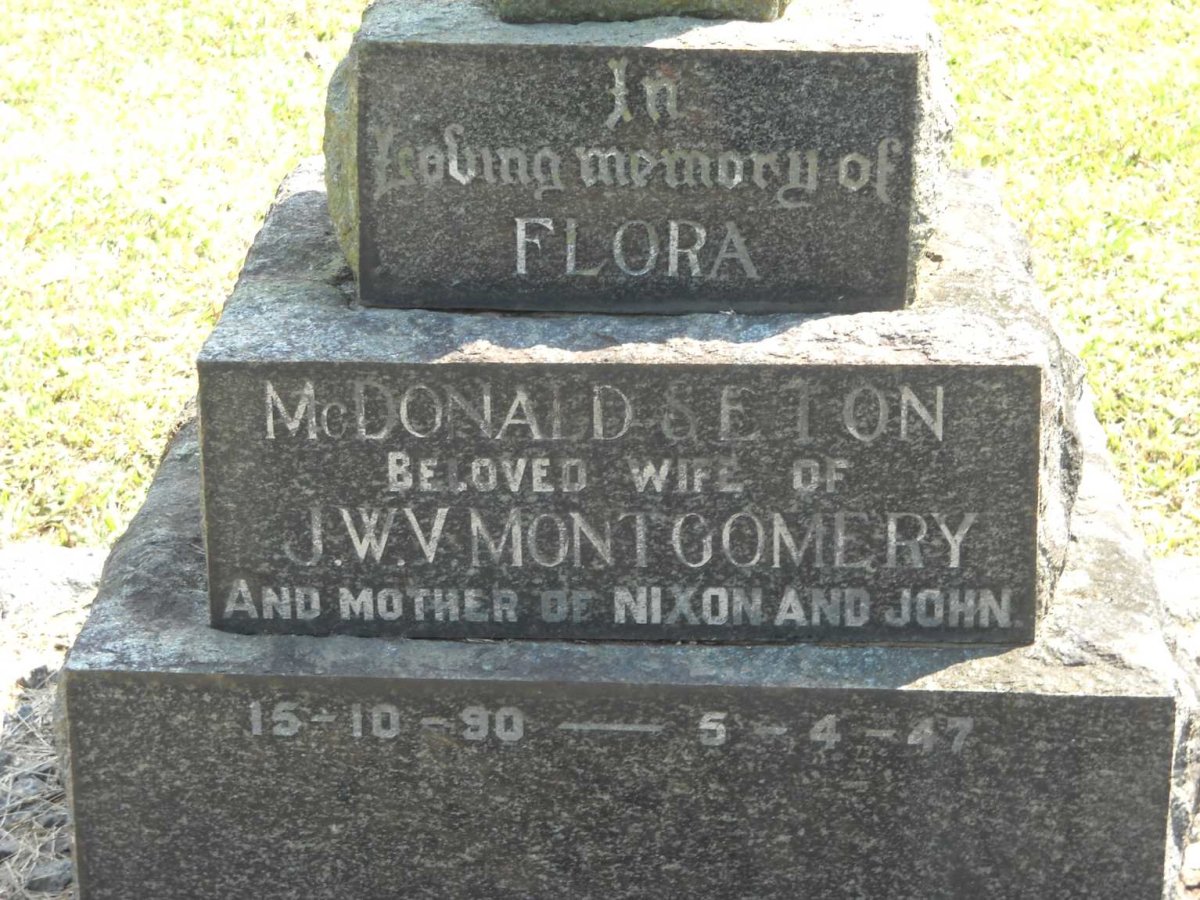 In
Loving memory of
FLORA
McDONALD-SETON
BELOVED WIFE OF
J.W.V. MONTGOMERY
AND MOTHER OF NIXON AND JOHN.
15-10-90 — 5-4-47